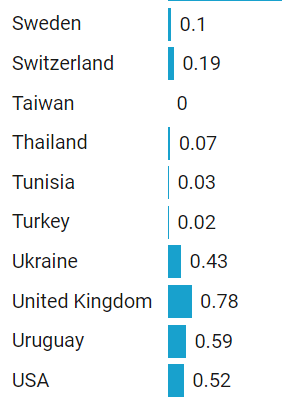 Sweden 0.1
Switzerland 0.19
Taiwan 0
Thailand 0.07
Tunisia 0.03
Turkey 0.02
Ukraine 0.43
United Kingdom 0.78
Uruguay 0.59
USA 0.52